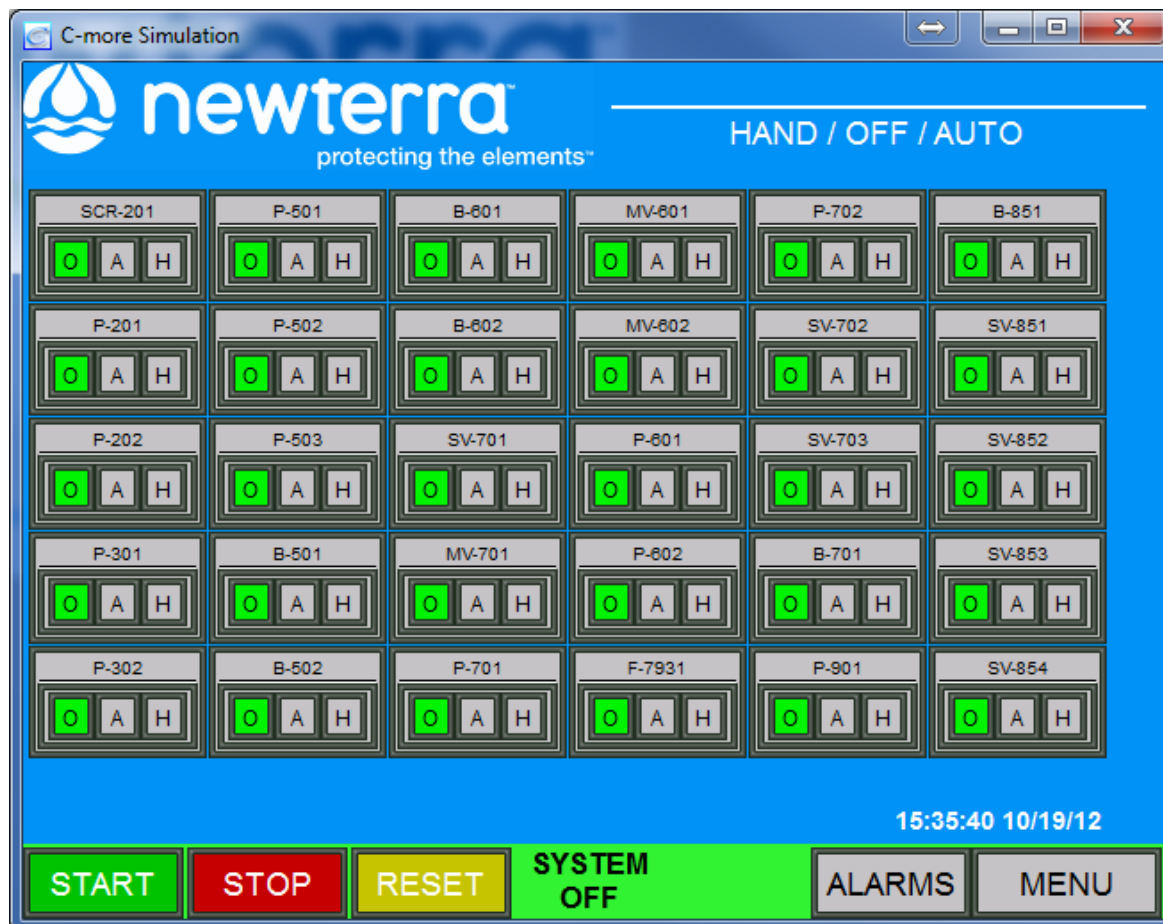 C-more Simulation
newterra™
protecting the elements™
HAND / OFF / AUTO
SCR-201 P-501 B-601 MV-601 P-702 B-851
O A H O A H O A H O A H O A H O A H
P-201 P-502 B-602 MV-602 SV-702 SV-851
O A H O A H O A H O A H O A H O A H
P-202 P-503 SV-701 P-601 SV-703 SV-852
O A H O A H O A H O A H O A H O A H
P-301 B-501 MV-701 P-602 B-701 SV-853
O A H O A H O A H O A H O A H O A H
P-302 B-502 P-701 F-7931 P-901 SV-854
O A H O A H O A H O A H O A H O A H
15:35:40 10/19/12
START STOP RESET SYSTEM OFF ALARMS MENU